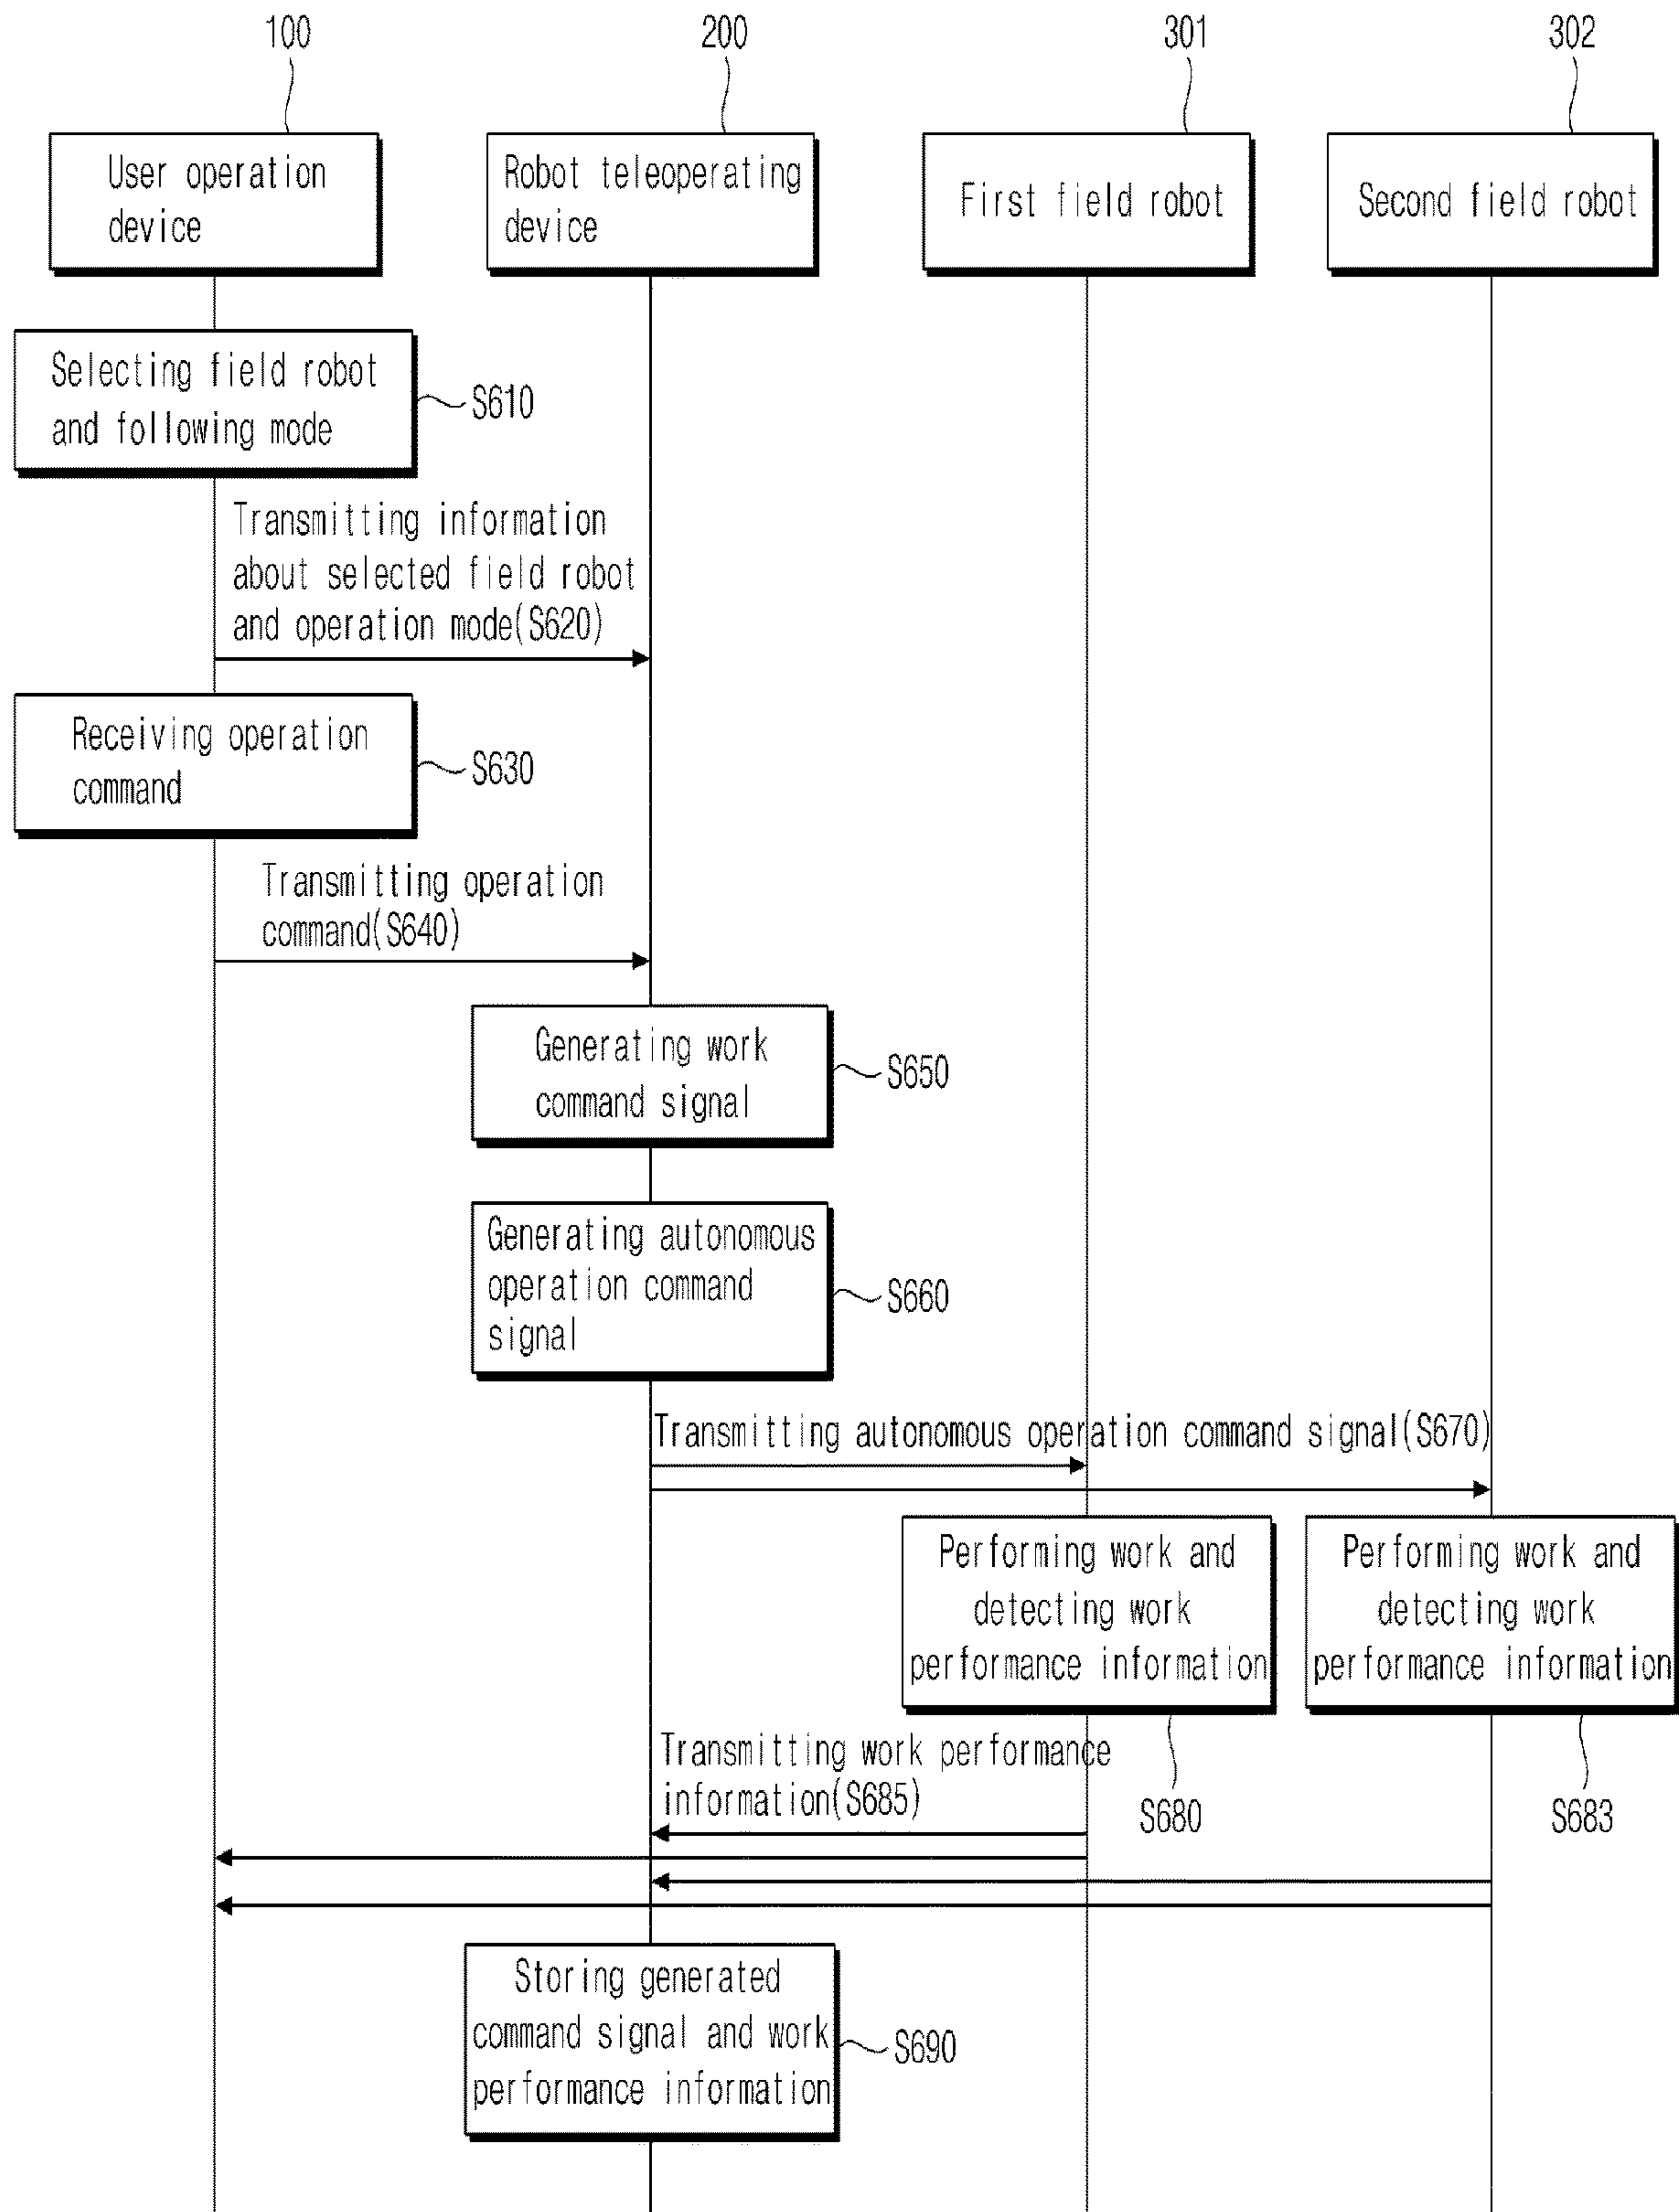 100
200
301
302
User operation
device
Robot teleoperating
device
First field robot
Second field robot
Selecting field robot
and following mode
S610
Transmitting information
about selected field robot
and operation mode(S620)
Receiving operation
command
S630
Transmitting operation
command(S640)
Generating work
command signal
S650
Generating autonomous
operation command
signal
S660
Transmitting autonomous operation command signal(S670)
Performing work and
detecting work
performance information
Performing work and
detecting work
performance information
Transmitting work performance
information(S685)
S680
S683
Storing generated
command signal and work
performance information
S690